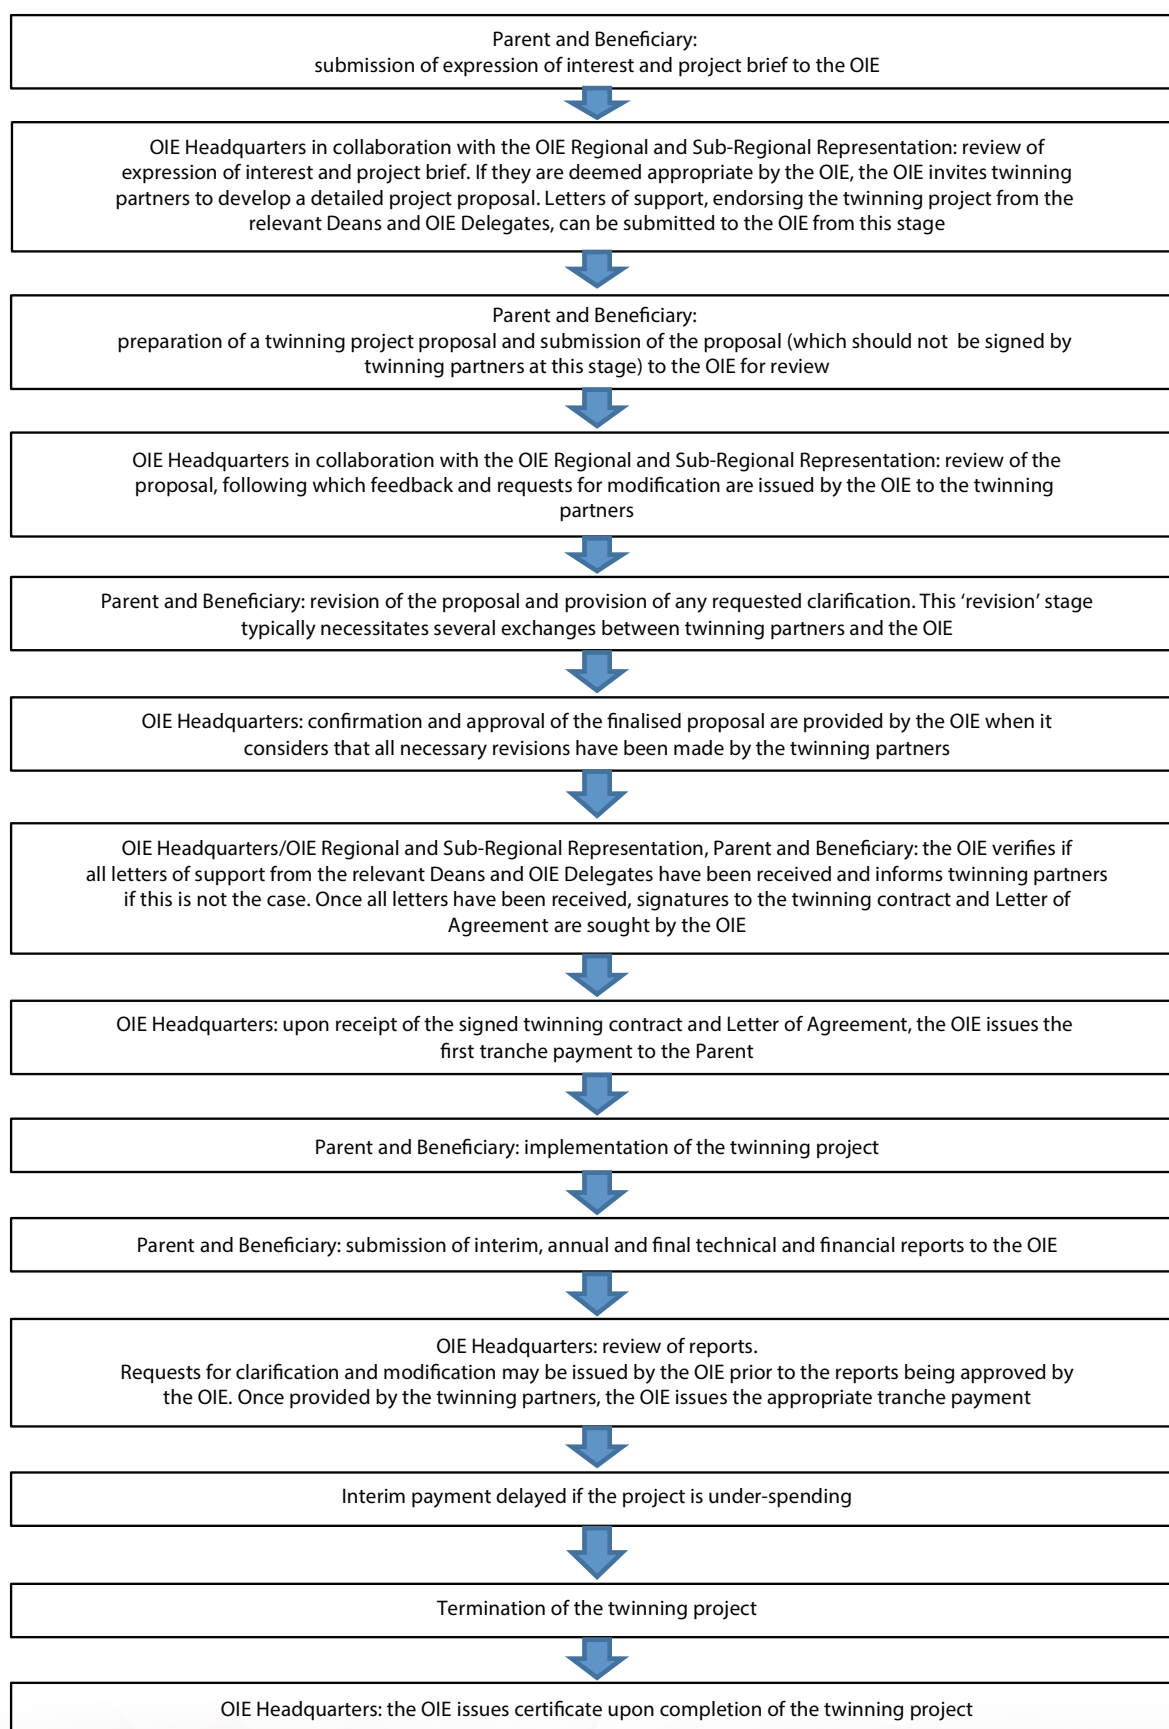 Parent and Beneficiary:
submission of expression of interest and project brief to the OIE
OIE Headquarters in collaboration with the OIE Regional and Sub-Regional Representation: review of
expression of interest and project brief. If they are deemed appropriate by the OIE, the OIE invites twinning
partners to develop a detailed project proposal. Letters of support, endorsing the twinning project from the
relevant Deans and OIE Delegates, can be submitted to the OIE from this stage
Parent and Beneficiary:
preparation of a twinning project proposal and submission of the proposal (which should not be signed by
twinning partners at this stage) to the OIE for review
OIE Headquarters in collaboration with the OIE Regional and Sub-Regional Representation: review of the
proposal, following which feedback and requests for modification are issued by the OIE to the twinning
partners
Parent and Beneficiary: revision of the proposal and provision of any requested clarification. This ‘revision’ stage
typically necessitates several exchanges between twinning partners and the OIE
OIE Headquarters: confirmation and approval of the finalised proposal are provided by the OIE when it
considers that all necessary revisions have been made by the twinning partners
OIE Headquarters/OIE Regional and Sub-Regional Representation, Parent and Beneficiary: the OIE verifies if
all letters of support from the relevant Deans and OIE Delegates have been received and informs twinning partners
if this is not the case. Once all letters have been received, signatures to the twinning contract and Letter of
Agreement are sought by the OIE
OIE Headquarters: upon receipt of the signed twinning contract and Letter of Agreement, the OIE issues the
first tranche payment to the Parent
Parent and Beneficiary: implementation of the twinning project
Parent and Beneficiary: submission of interim, annual and final technical and financial reports to the OIE
OIE Headquarters: review of reports.
Requests for clarification and modification may be issued by the OIE prior to the reports being approved by
the OIE. Once provided by the twinning partners, the OIE issues the appropriate tranche payment
Interim payment delayed if the project is under-spending
Termination of the twinning project
OIE Headquarters: the OIE issues certificate upon completion of the twinning project